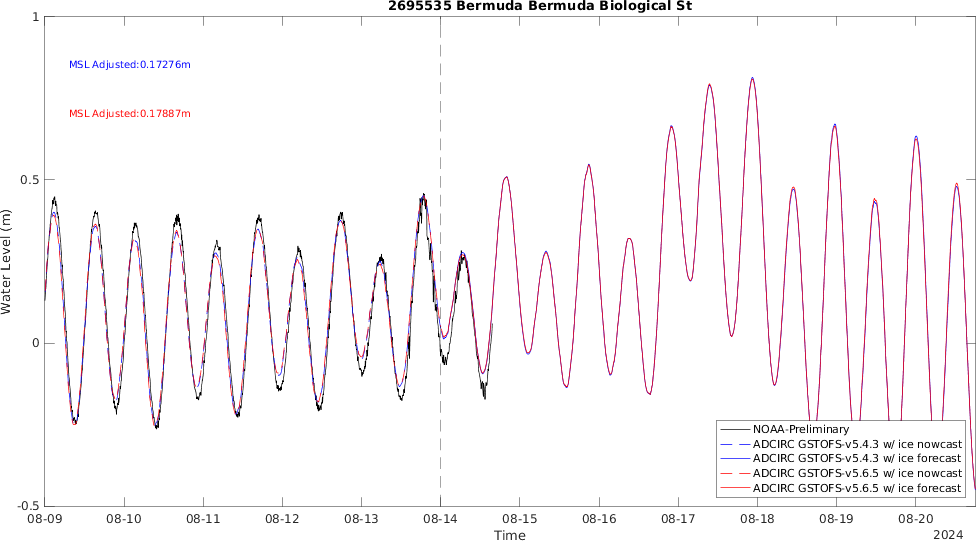 2695535 Bermuda Bermuda Biological St
MSL Adjusted:0.17276m
MSL Adjusted:0.17887m
Water Level (m)
1
0.5
0
-0.5
NOAA-Preliminary
ADCIRC GSTOFS-v5.4.3 w/ ice nowcast
ADCIRC GSTOFS-v5.4.3 w/ ice forecast
ADCIRC GSTOFS-v5.6.5 w/ ice nowcast
ADCIRC GSTOFS-v5.6.5 w/ ice forecast
08-09 08-10 08-11 08-12 08-13 08-14 08-15 08-16 08-17 08-18 08-19 08-20
Time
2024